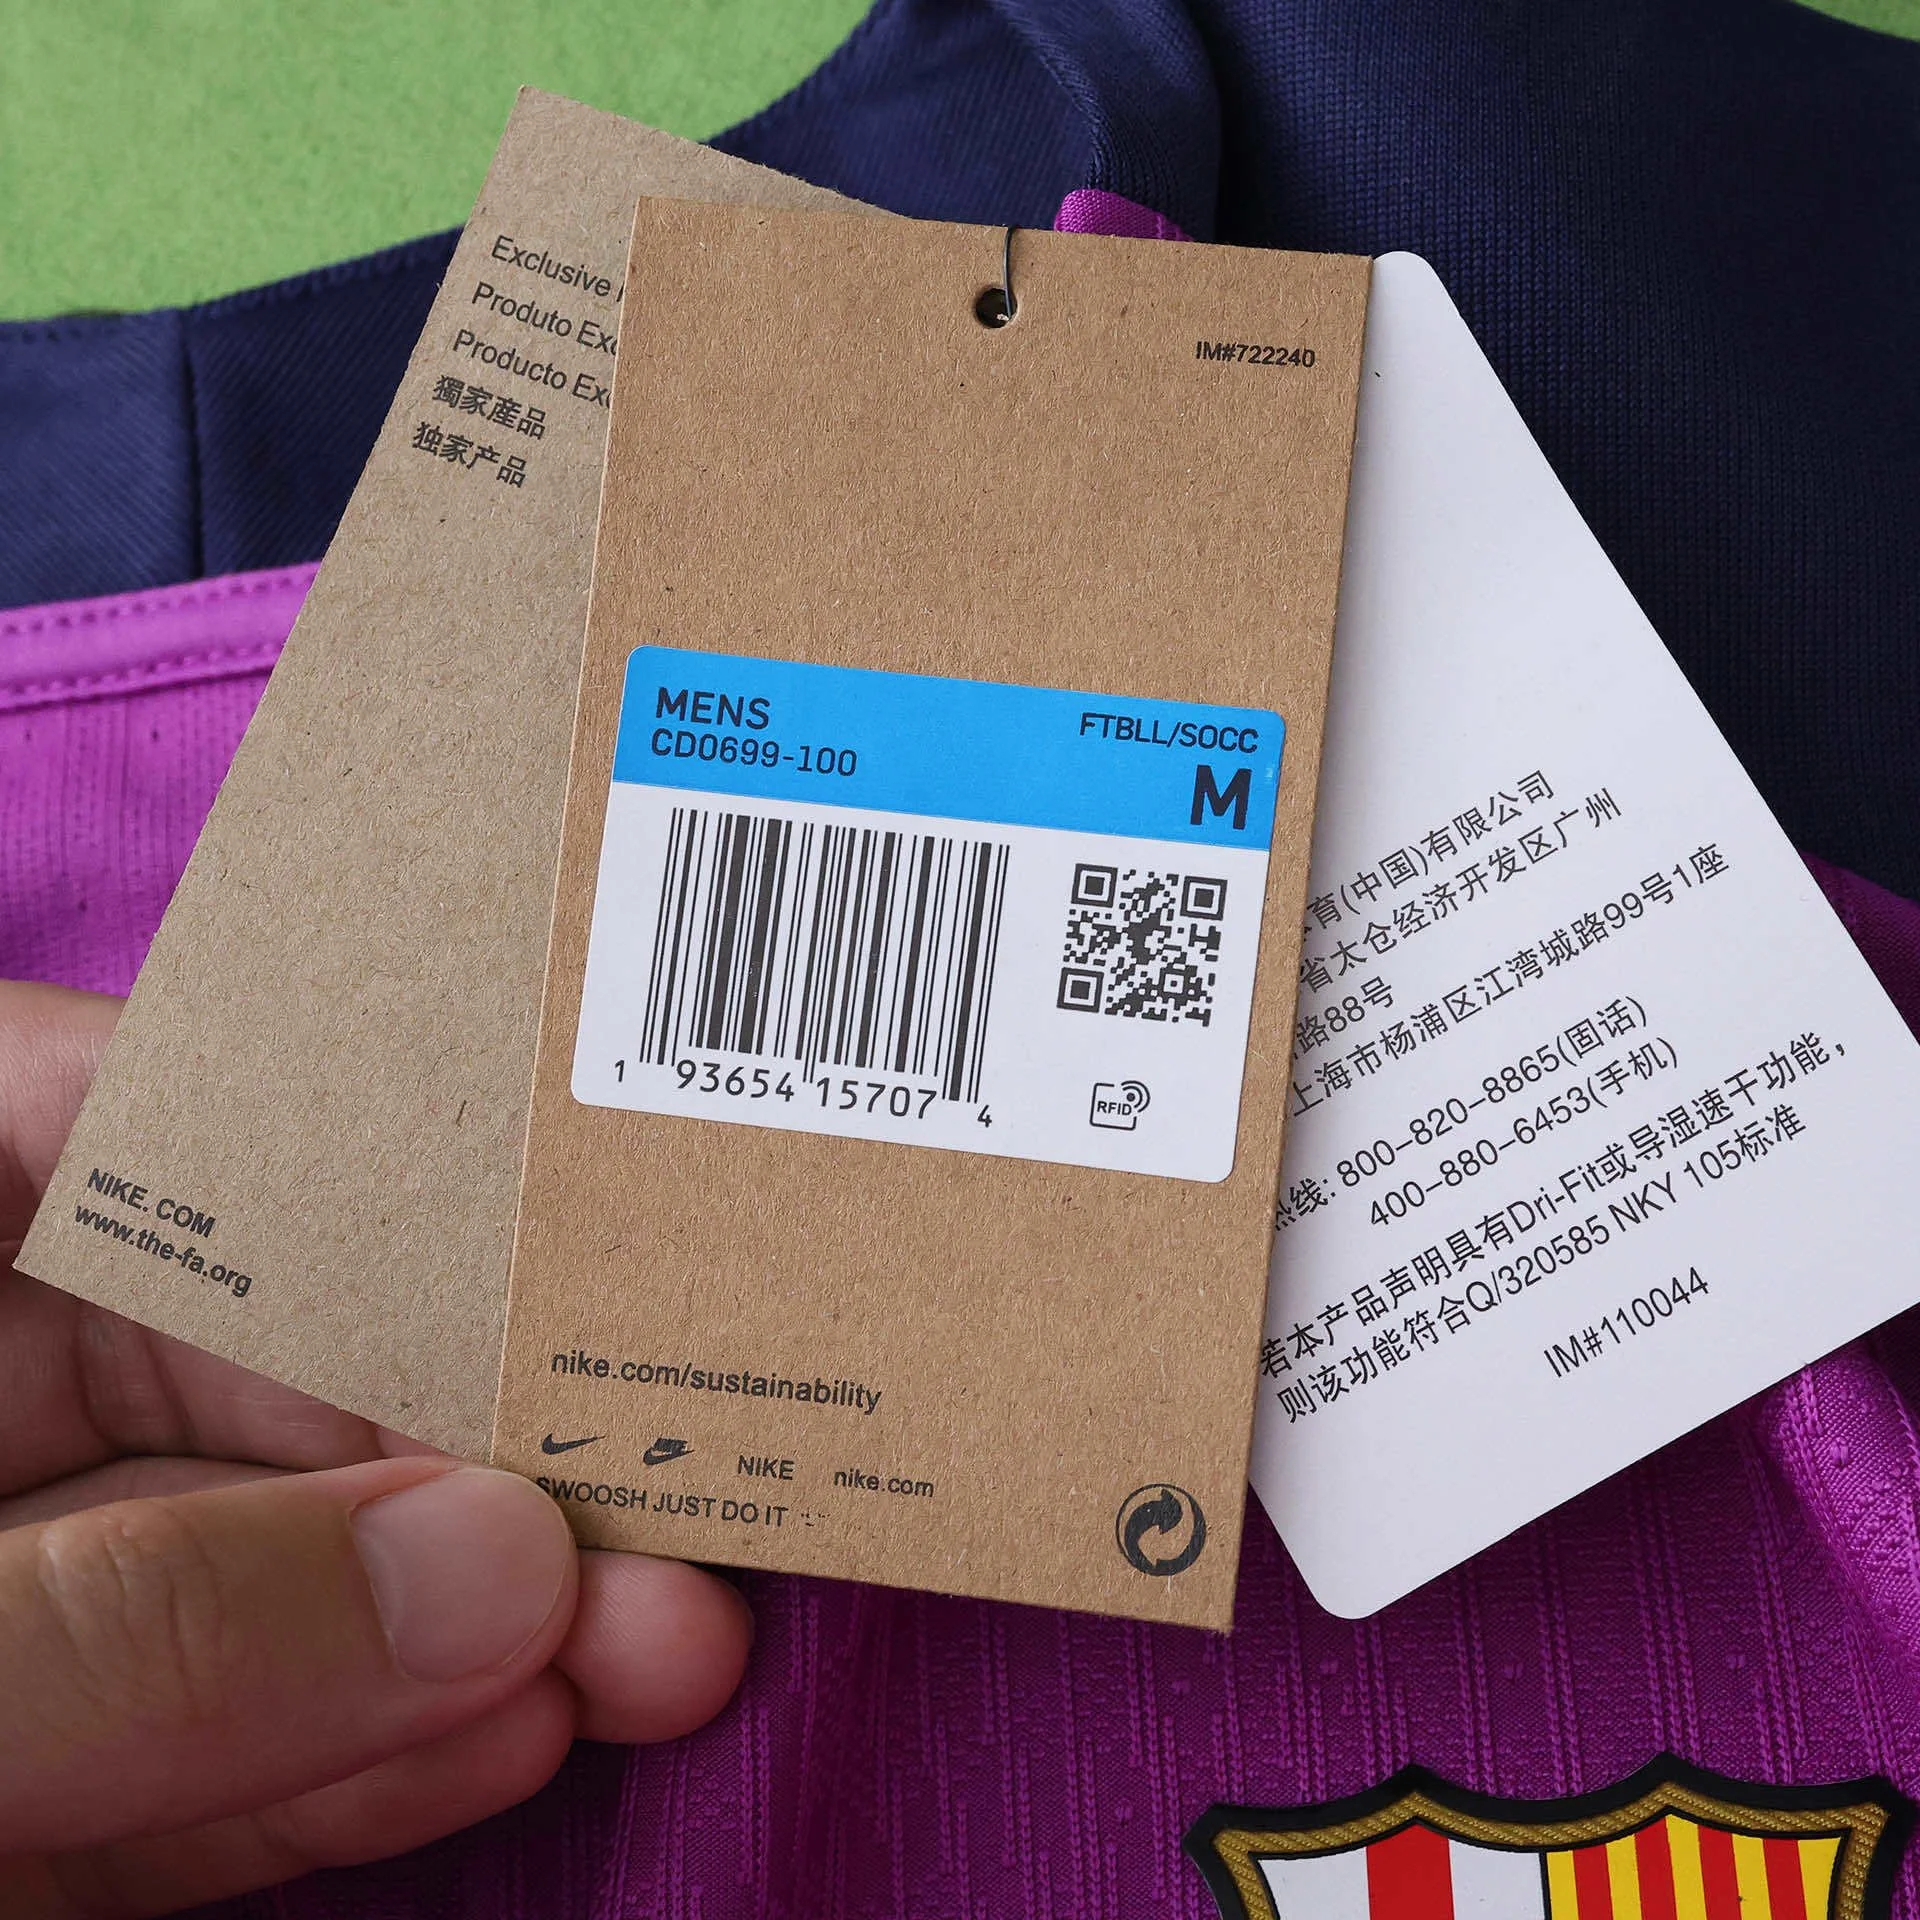 Exclusive
Produto
Producto
獨家產品
独家产品
NIKE. COM
www.the-fa.org
IM#722240
MENS
FTBLL/SOCC
CD0699-100
M
1 93654 15707 4
RFID
nike.com/sustainability
NIKE
NIKE nike.com
SWOOSH JUST DO IT
育(中国)有限公司
省太仓经济开发区广州
路88号
上海市杨浦区江湾城路99号1座
热线: 800-820-8865(固话)
400-880-6453(手机)
若本产品声明具有Dri-Fit或导湿速干功能，
则该功能符合Q/320585 NKY 105标准
IM#110044